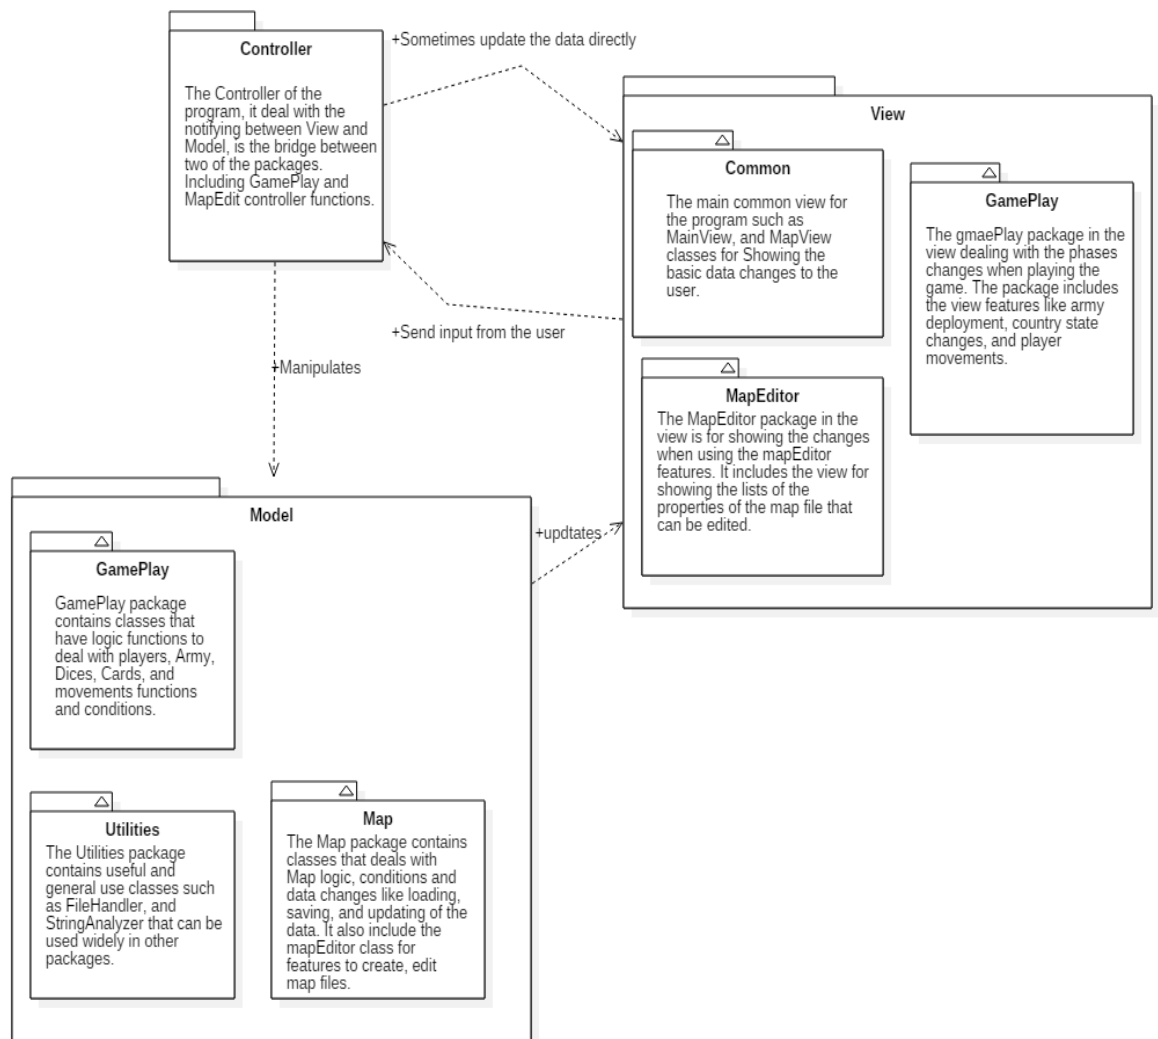 Controller
The Controller of the
program, it deal with the
notifying between View and
Model, is the bridge between
two of the packages.
Including GamePlay and
MapEdit controller functions.
+Sometimes update the data directly
+Send input from the user
+Manipulates
View
Common
The main common view for
the program such as
MainView, and MapView
classes for Showing the
basic data changes to the
user.
GamePlay
The gmaePlay package in the
view dealing with the phases
changes when playing the
game. The package includes
the view features like army
deployment, country state
changes, and player
movements.
MapEditor
The MapEditor package in the
view is for showing the changes
when using the mapEditor
features. It includes the view for
showing the lists of the
properties of the map file that
can be edited.
+updtates
Model
GamePlay
GamePlay package
contains classes that
have logic functions to
deal with players, Army,
Dices, Cards, and
movements functions
and conditions.
Utilities
The Utilities package
contains useful and
general use classes such
as FileHandler, and
StringAnalyzer that can be
used widely in other
packages.
Map
The Map package contains
classes that deals with
Map logic, conditions and
data changes like loading,
saving, and updating of the
data. It also include the
mapEditor class for
features to create, edit
map files.